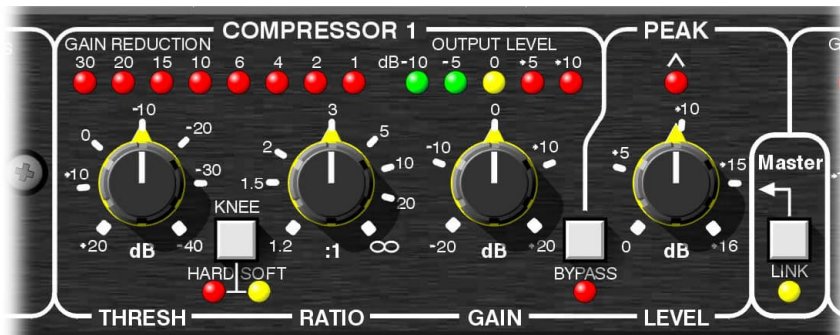 COMPRESSOR 1 PEAK
GAIN REDUCTION OUTPUT LEVEL
30 20 15 10 6 4 2 1 dB-10 -5 0 +5 +10
-10 3 0 +10
0 -20 5 -10 +10 +5 +15 Master
+10 -30 2 10
1.5 20
KNEE
+20 dB -40 1.2 :1 ∞ -20 dB +20 0 dB +16
HARD SOFT BYPASS LINK
THRESH RATIO GAIN LEVEL